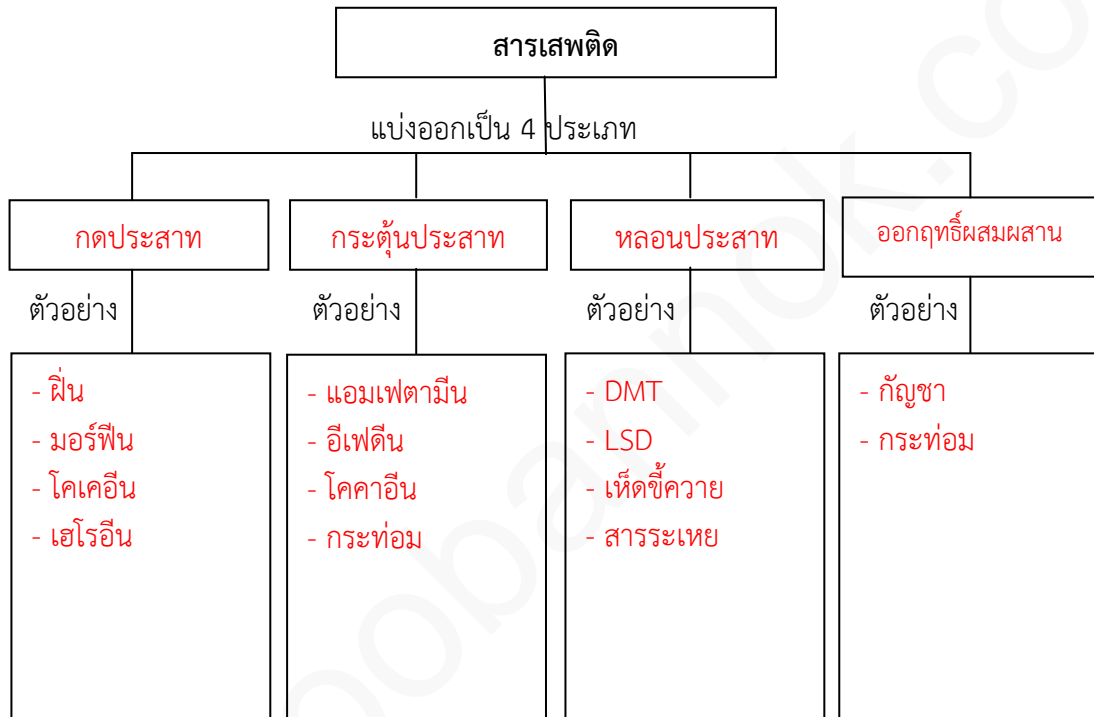 สารเสพติด
แบ่งออกเป็น 4 ประเภท
กดประสาท
กระตุ้นประสาท
หลอนประสาท
ออกฤทธิ์ผสมผสาน
ตัวอย่าง
ตัวอย่าง
ตัวอย่าง
ตัวอย่าง
- ฝิ่น
- มอร์ฟีน
- โคเคอีน
- เฮโรอีน
- แอมเฟตามีน
- อีเฟดีน
- โคคาอีน
- กระท่อม
- DMT
- LSD
- เห็ดขี้ควาย
- สารระเหย
- กัญชา
- กระท่อม